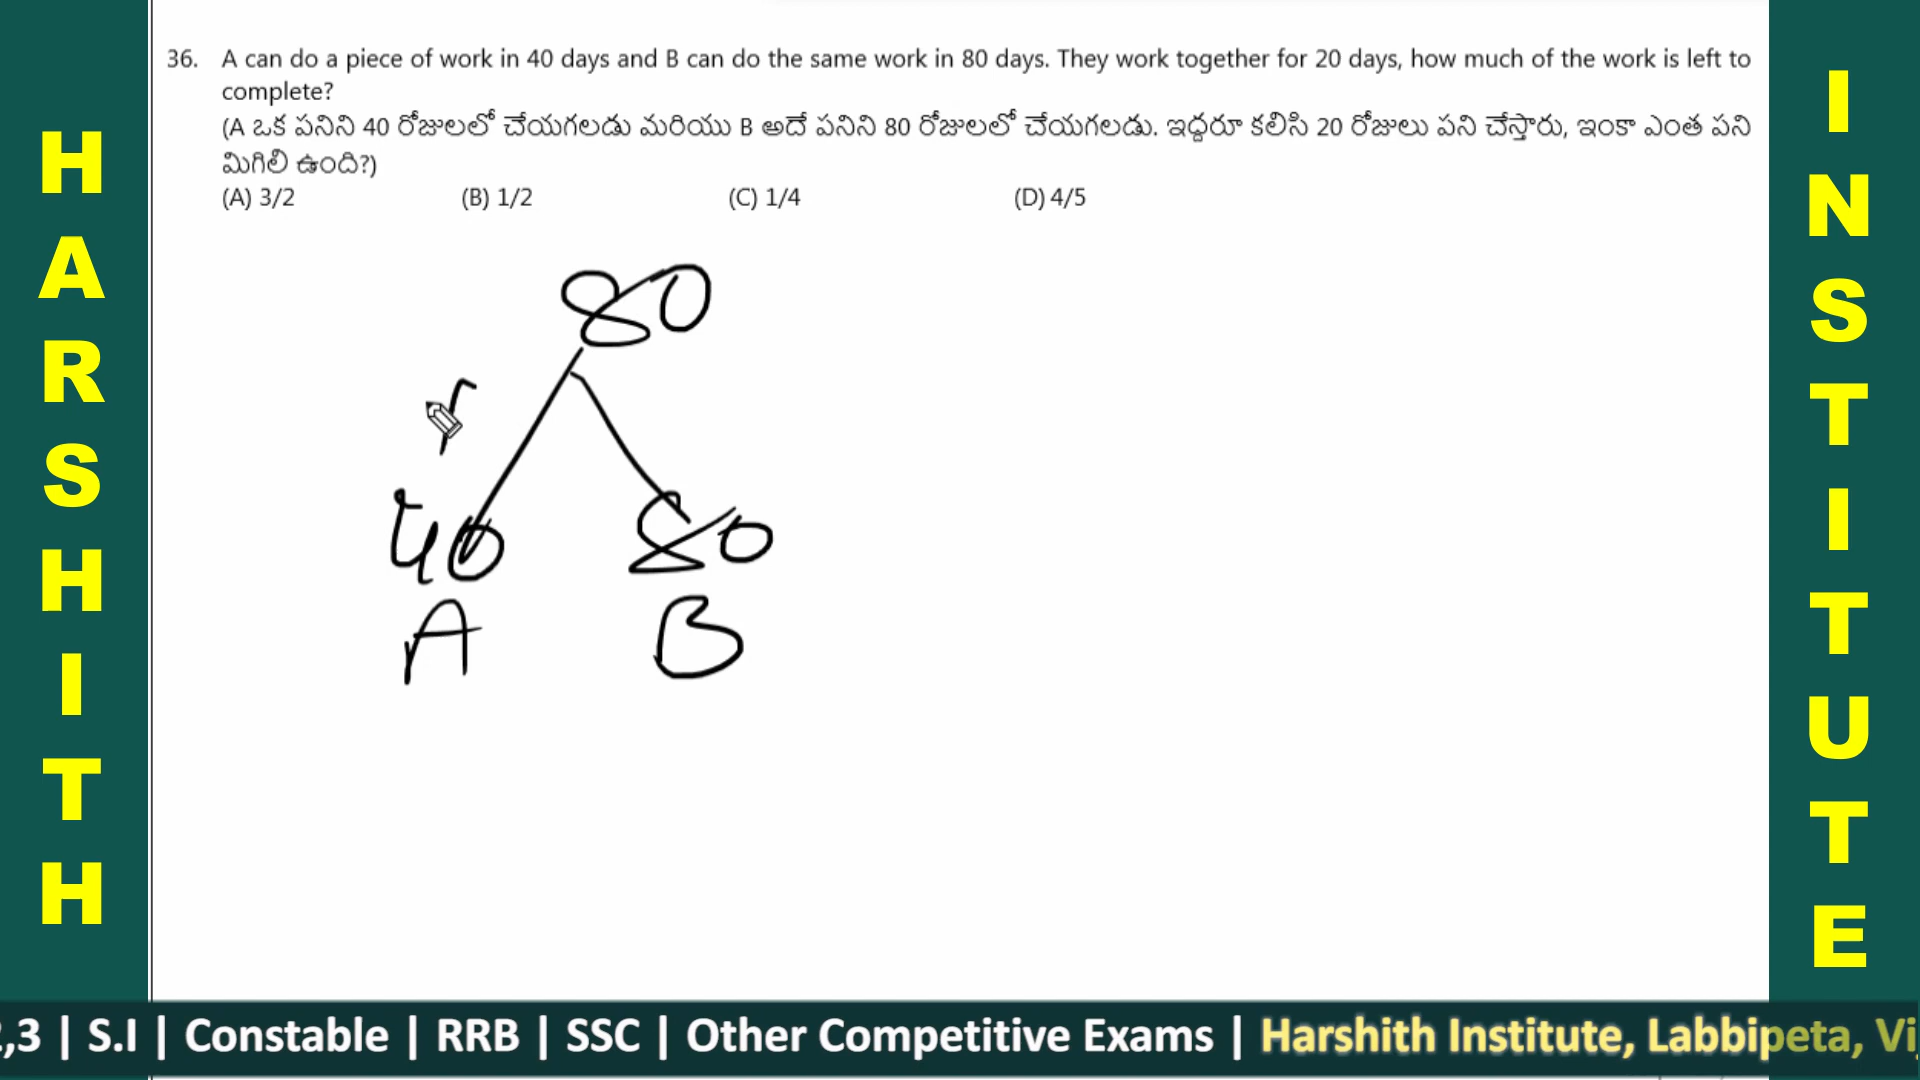 HARSHITH
36. A can do a piece of work in 40 days and B can do the same work in 80 days. They work together for 20 days, how much of the work is left to
complete?
(A ఒక పనిని 40 రోజులలో చేయగలడు మరియు B అదే పనిని 80 రోజులలో చేయగలడు. ఇద్దరూ కలిసి 20 రోజులు పని చేస్తారు, ఇంకా ఎంత పని
మిగిలి ఉంది?)
(A) 3/2 (B) 1/2 (C) 1/4 (D) 4/5
80
40 80
A B
INSTITUTE
,3 | S.I | Constable | RRB | SSC | Other Competitive Exams | Harshith Institute, Labbipeta, Vi